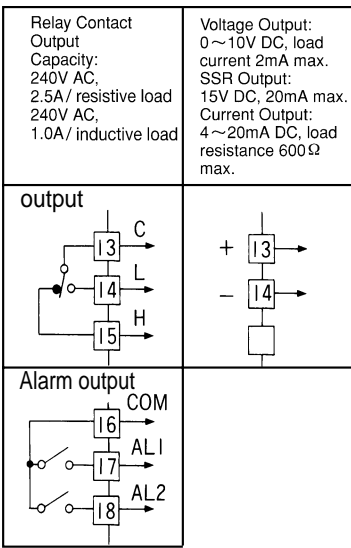 Relay Contact
Output
Capacity:
240V AC,
2.5A/ resistive load
240V AC,
1.0A/ inductive load
Voltage Output:
0～10V DC, load
current 2mA max.
SSR Output:
15V DC, 20mA max.
Current Output:
4～20mA DC, load
resistance 600Ω
max.
output
13 C
14 L
15 H
+ 13
− 14
Alarm output
COM
16
AL1
17
AL2
18